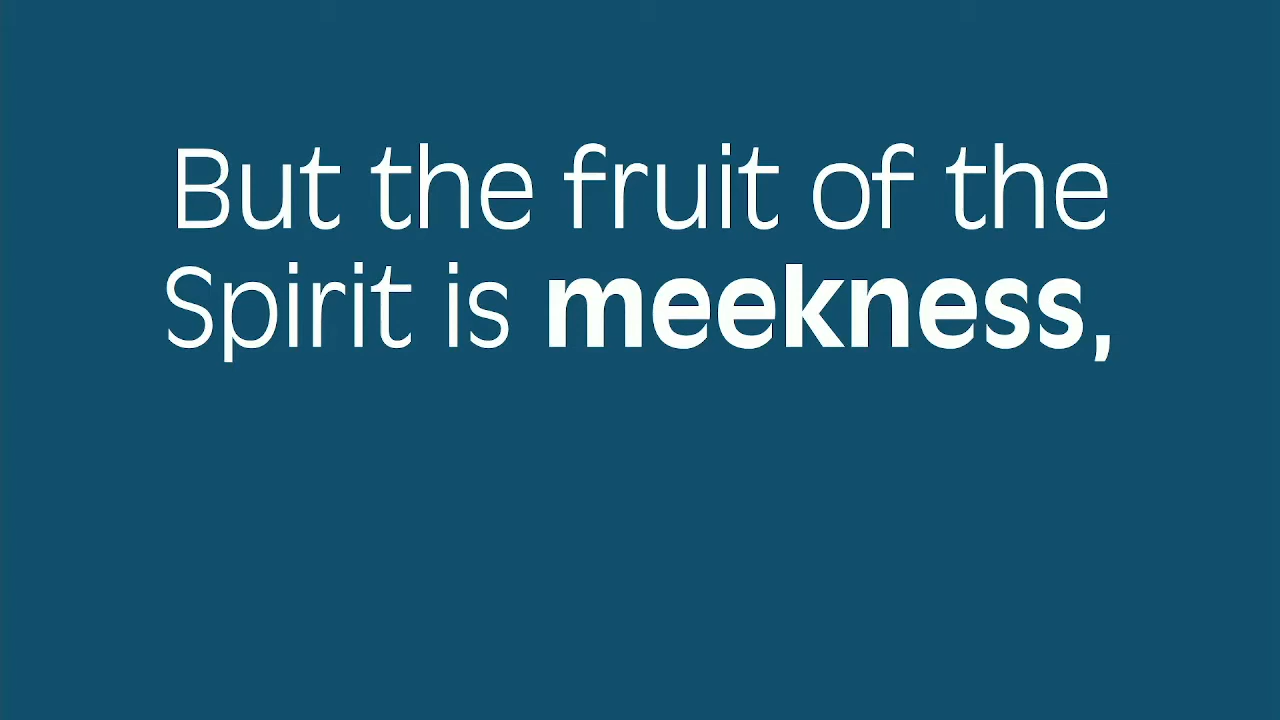 But the fruit of the
Spirit is meekness,